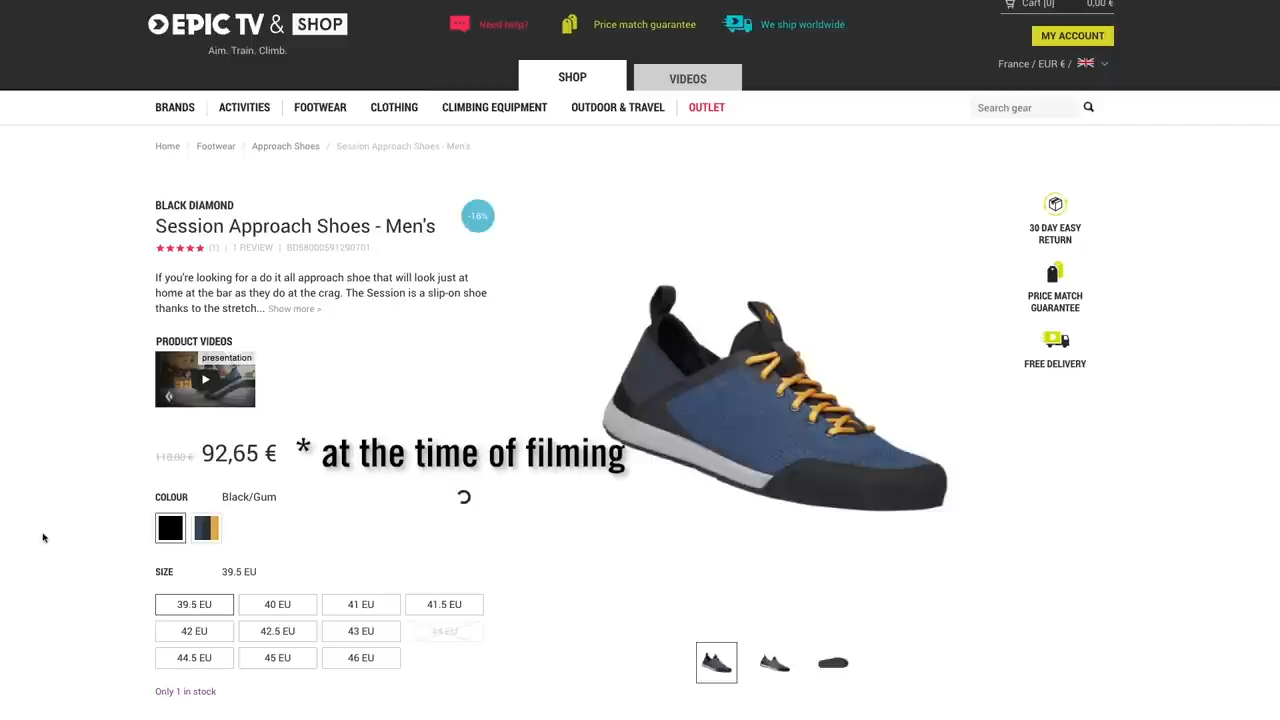 EPIC TV & SHOP
Aim. Train. Climb.
Need help?
Price match guarantee
We ship worldwide
Cart [0]
0,00 €
MY ACCOUNT
France / EUR € /
SHOP
VIDEOS
BRANDS
ACTIVITIES
FOOTWEAR
CLOTHING
CLIMBING EQUIPMENT
OUTDOOR & TRAVEL
OUTLET
Search gear
Home / Footwear / Approach Shoes / Session Approach Shoes - Men's
BLACK DIAMOND
Session Approach Shoes - Men's
-16%
(1) | 1 REVIEW | BD58000591290701
If you're looking for a do it all approach shoe that will look just at
home at the bar as they do at the crag. The Session is a slip-on shoe
thanks to the stretch... Show more >
PRODUCT VIDEOS
presentation
110,00 € 92,65 €
* at the time of filming
COLOUR Black/Gum
SIZE 39.5 EU
39.5 EU 40 EU 41 EU 41.5 EU
42 EU 42.5 EU 43 EU 44 EU
44.5 EU 45 EU 46 EU
Only 1 in stock
30 DAY EASY
RETURN
PRICE MATCH
GUARANTEE
FREE DELIVERY